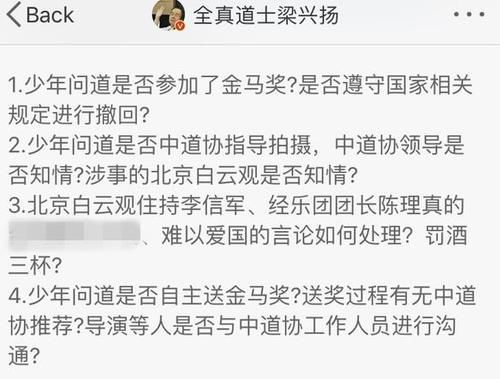 Back
全真道士梁兴扬
1.少年问道是否参加了金马奖?是否遵守国家相关
规定进行撤回?
2.少年问道是否中道协指导拍摄，中道协领导是
否知情?涉事的北京白云观是否知情?
3.北京白云观住持李信军、经乐团团长陈理真的
、难以爱国的言论如何处理？罚酒
三杯?
4.少年问道是否自主送金马奖?送奖过程有无中道
协推荐?导演等人是否与中道协工作人员进行沟
通?